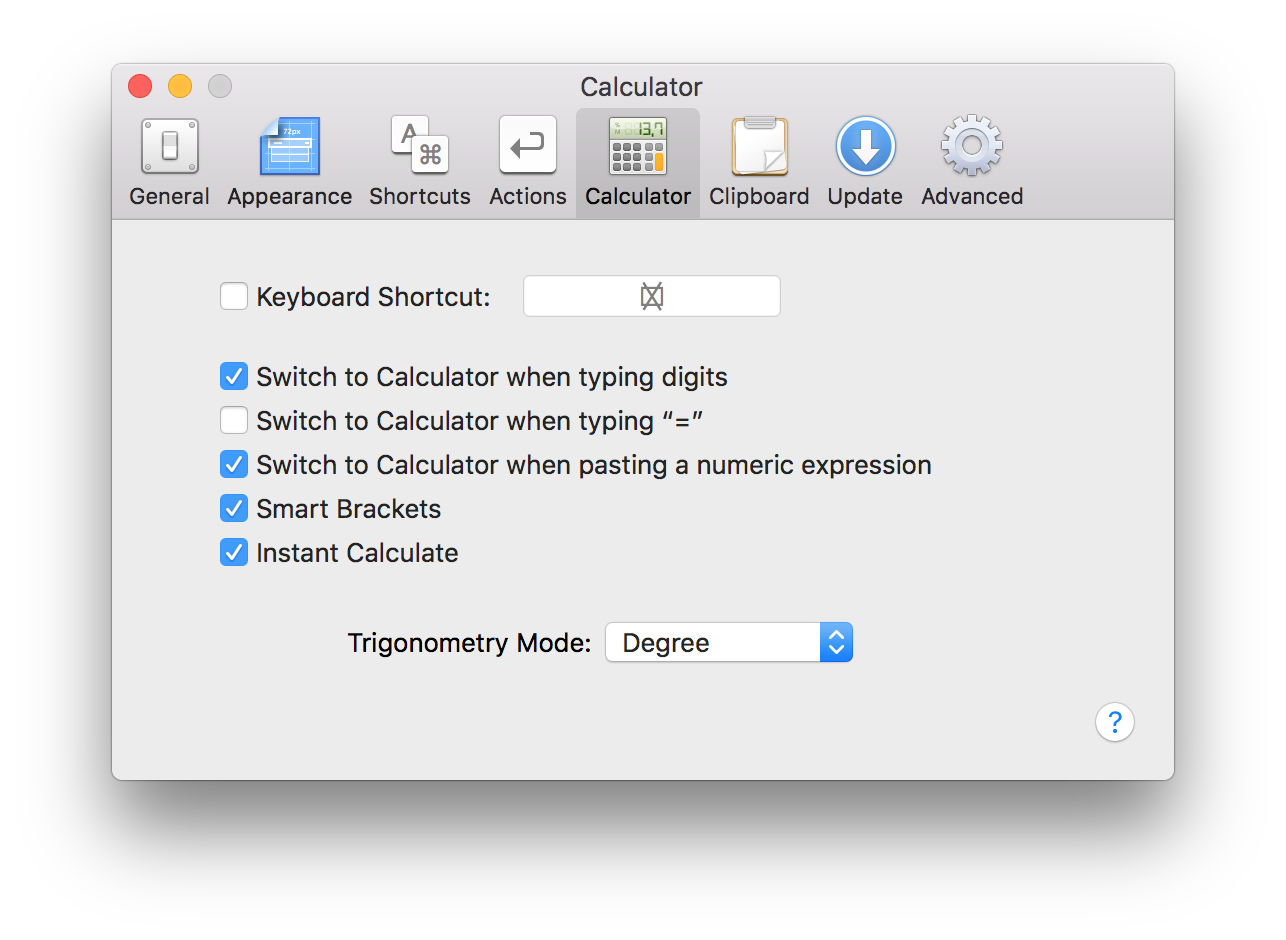 Calculator
72px
A ⌘ 13,7
General Appearance Shortcuts Actions Calculator Clipboard Update Advanced
Keyboard Shortcut:
Switch to Calculator when typing digits
Switch to Calculator when typing “=”
Switch to Calculator when pasting a numeric expression
Smart Brackets
Instant Calculate
Trigonometry Mode: Degree
?